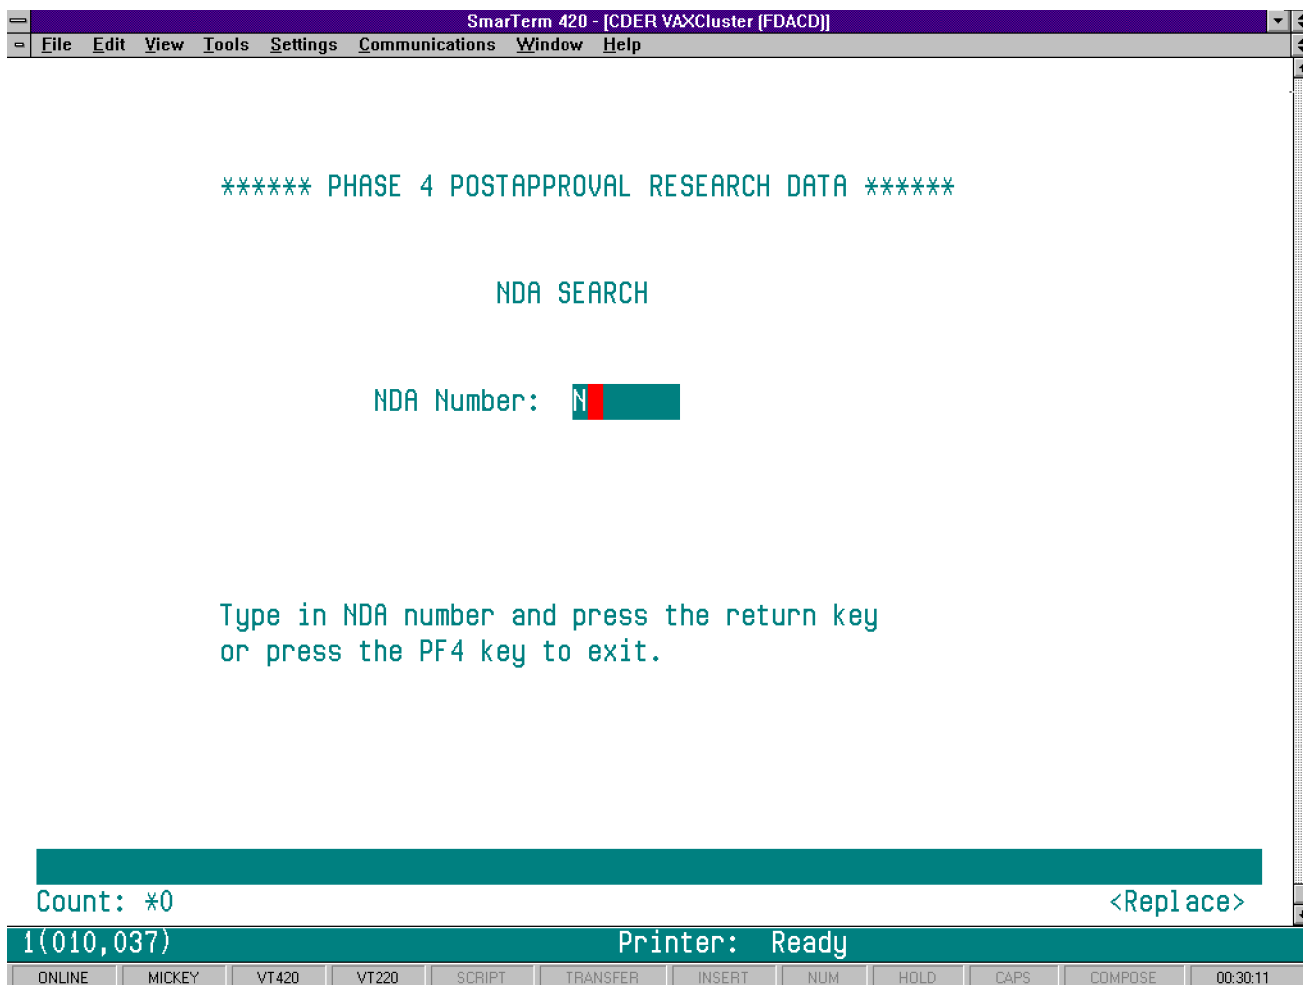 SmarTerm 420 - [CDER VAXCluster (FDACD)]
File Edit View Tools Settings Communications Window Help
****** PHASE 4 POSTAPPROVAL RESEARCH DATA ******
NDA SEARCH
NDA Number: N
Type in NDA number and press the return key
or press the PF4 key to exit.
Count: *0 <Replace>
1(010,037) Printer: Ready
ONLINE MICKEY VT420 VT220 SCRIPT TRANSFER INSERT NUM HOLD CAPS COMPOSE 00:30:11